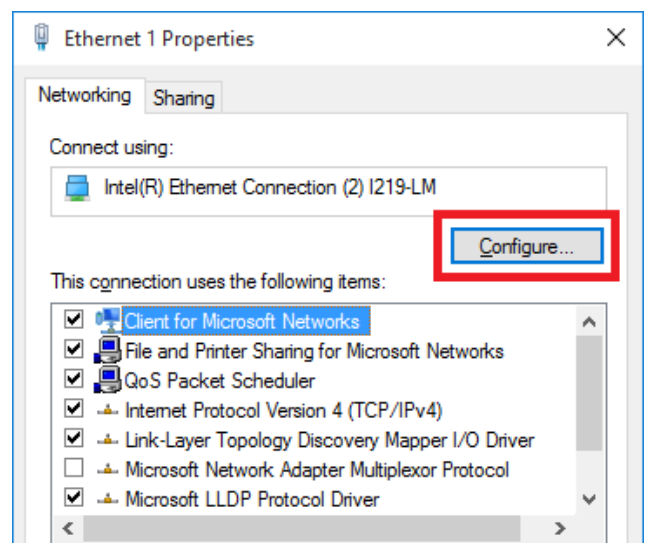 Ethernet 1 Properties
Networking
Sharing
Connect using:
Intel(R) Ethernet Connection (2) I219-LM
Configure...
This connection uses the following items:
Client for Microsoft Networks
File and Printer Sharing for Microsoft Networks
QoS Packet Scheduler
Internet Protocol Version 4 (TCP/IPv4)
Link-Layer Topology Discovery Mapper I/O Driver
Microsoft Network Adapter Multiplexor Protocol
Microsoft LLDP Protocol Driver